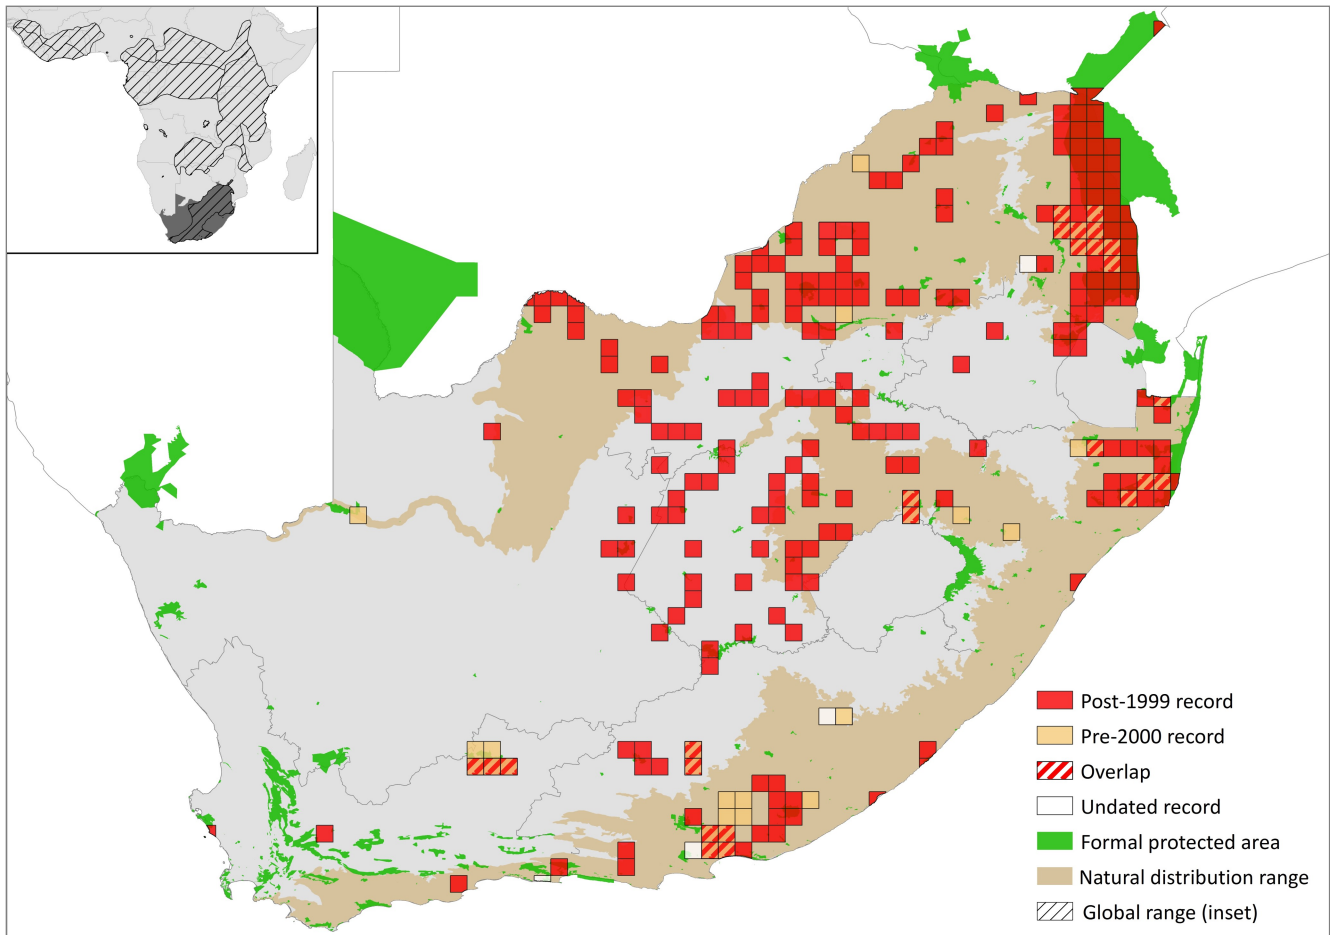 Post-1999 record
Pre-2000 record
Overlap
Undated record
Formal protected area
Natural distribution range
Global range (inset)